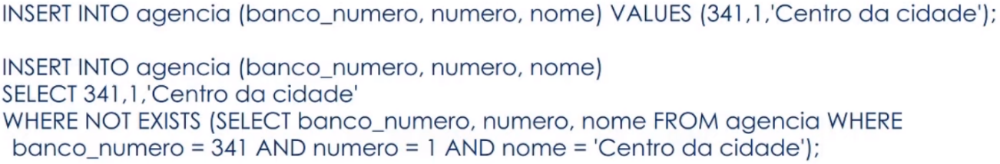 INSERT INTO agencia (banco_numero, numero, nome) VALUES (341,1,'Centro da cidade');
INSERT INTO agencia (banco_numero, numero, nome)
SELECT 341,1,'Centro da cidade'
WHERE NOT EXISTS (SELECT banco_numero, numero, nome FROM agencia WHERE
banco_numero = 341 AND numero = 1 AND nome = 'Centro da cidade');